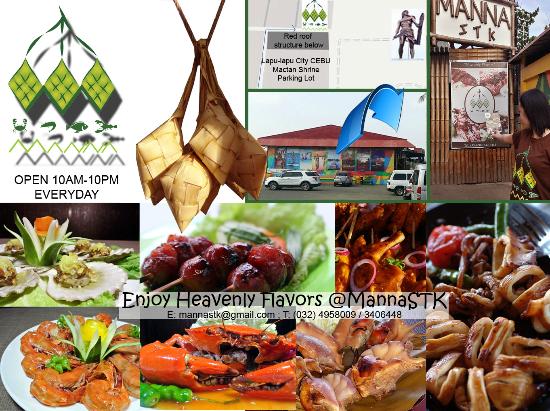 OPEN 10AM-10PM
EVERYDAY
Red roof
structure below
Lapu-lapu City CEBU
Mactan Shrine
Parking Lot
MANNA
STK
Enjoy Heavenly Flavors @MannaSTK
E: mannastk@gmail.com : T: (032) 4958009 / 3406448